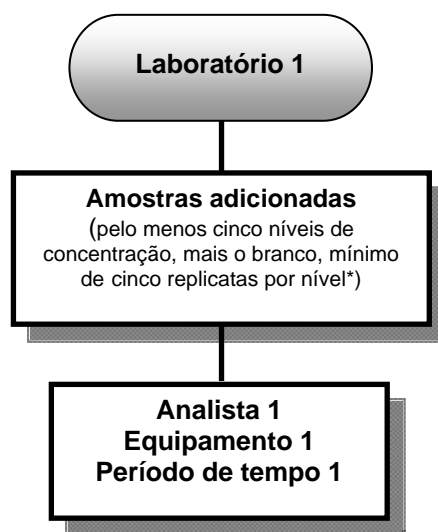 Laboratório 1
Amostras adicionadas
(pelo menos cinco níveis de
concentração, mais o branco, mínimo
de cinco replicatas por nível*)
Analista 1
Equipamento 1
Período de tempo 1